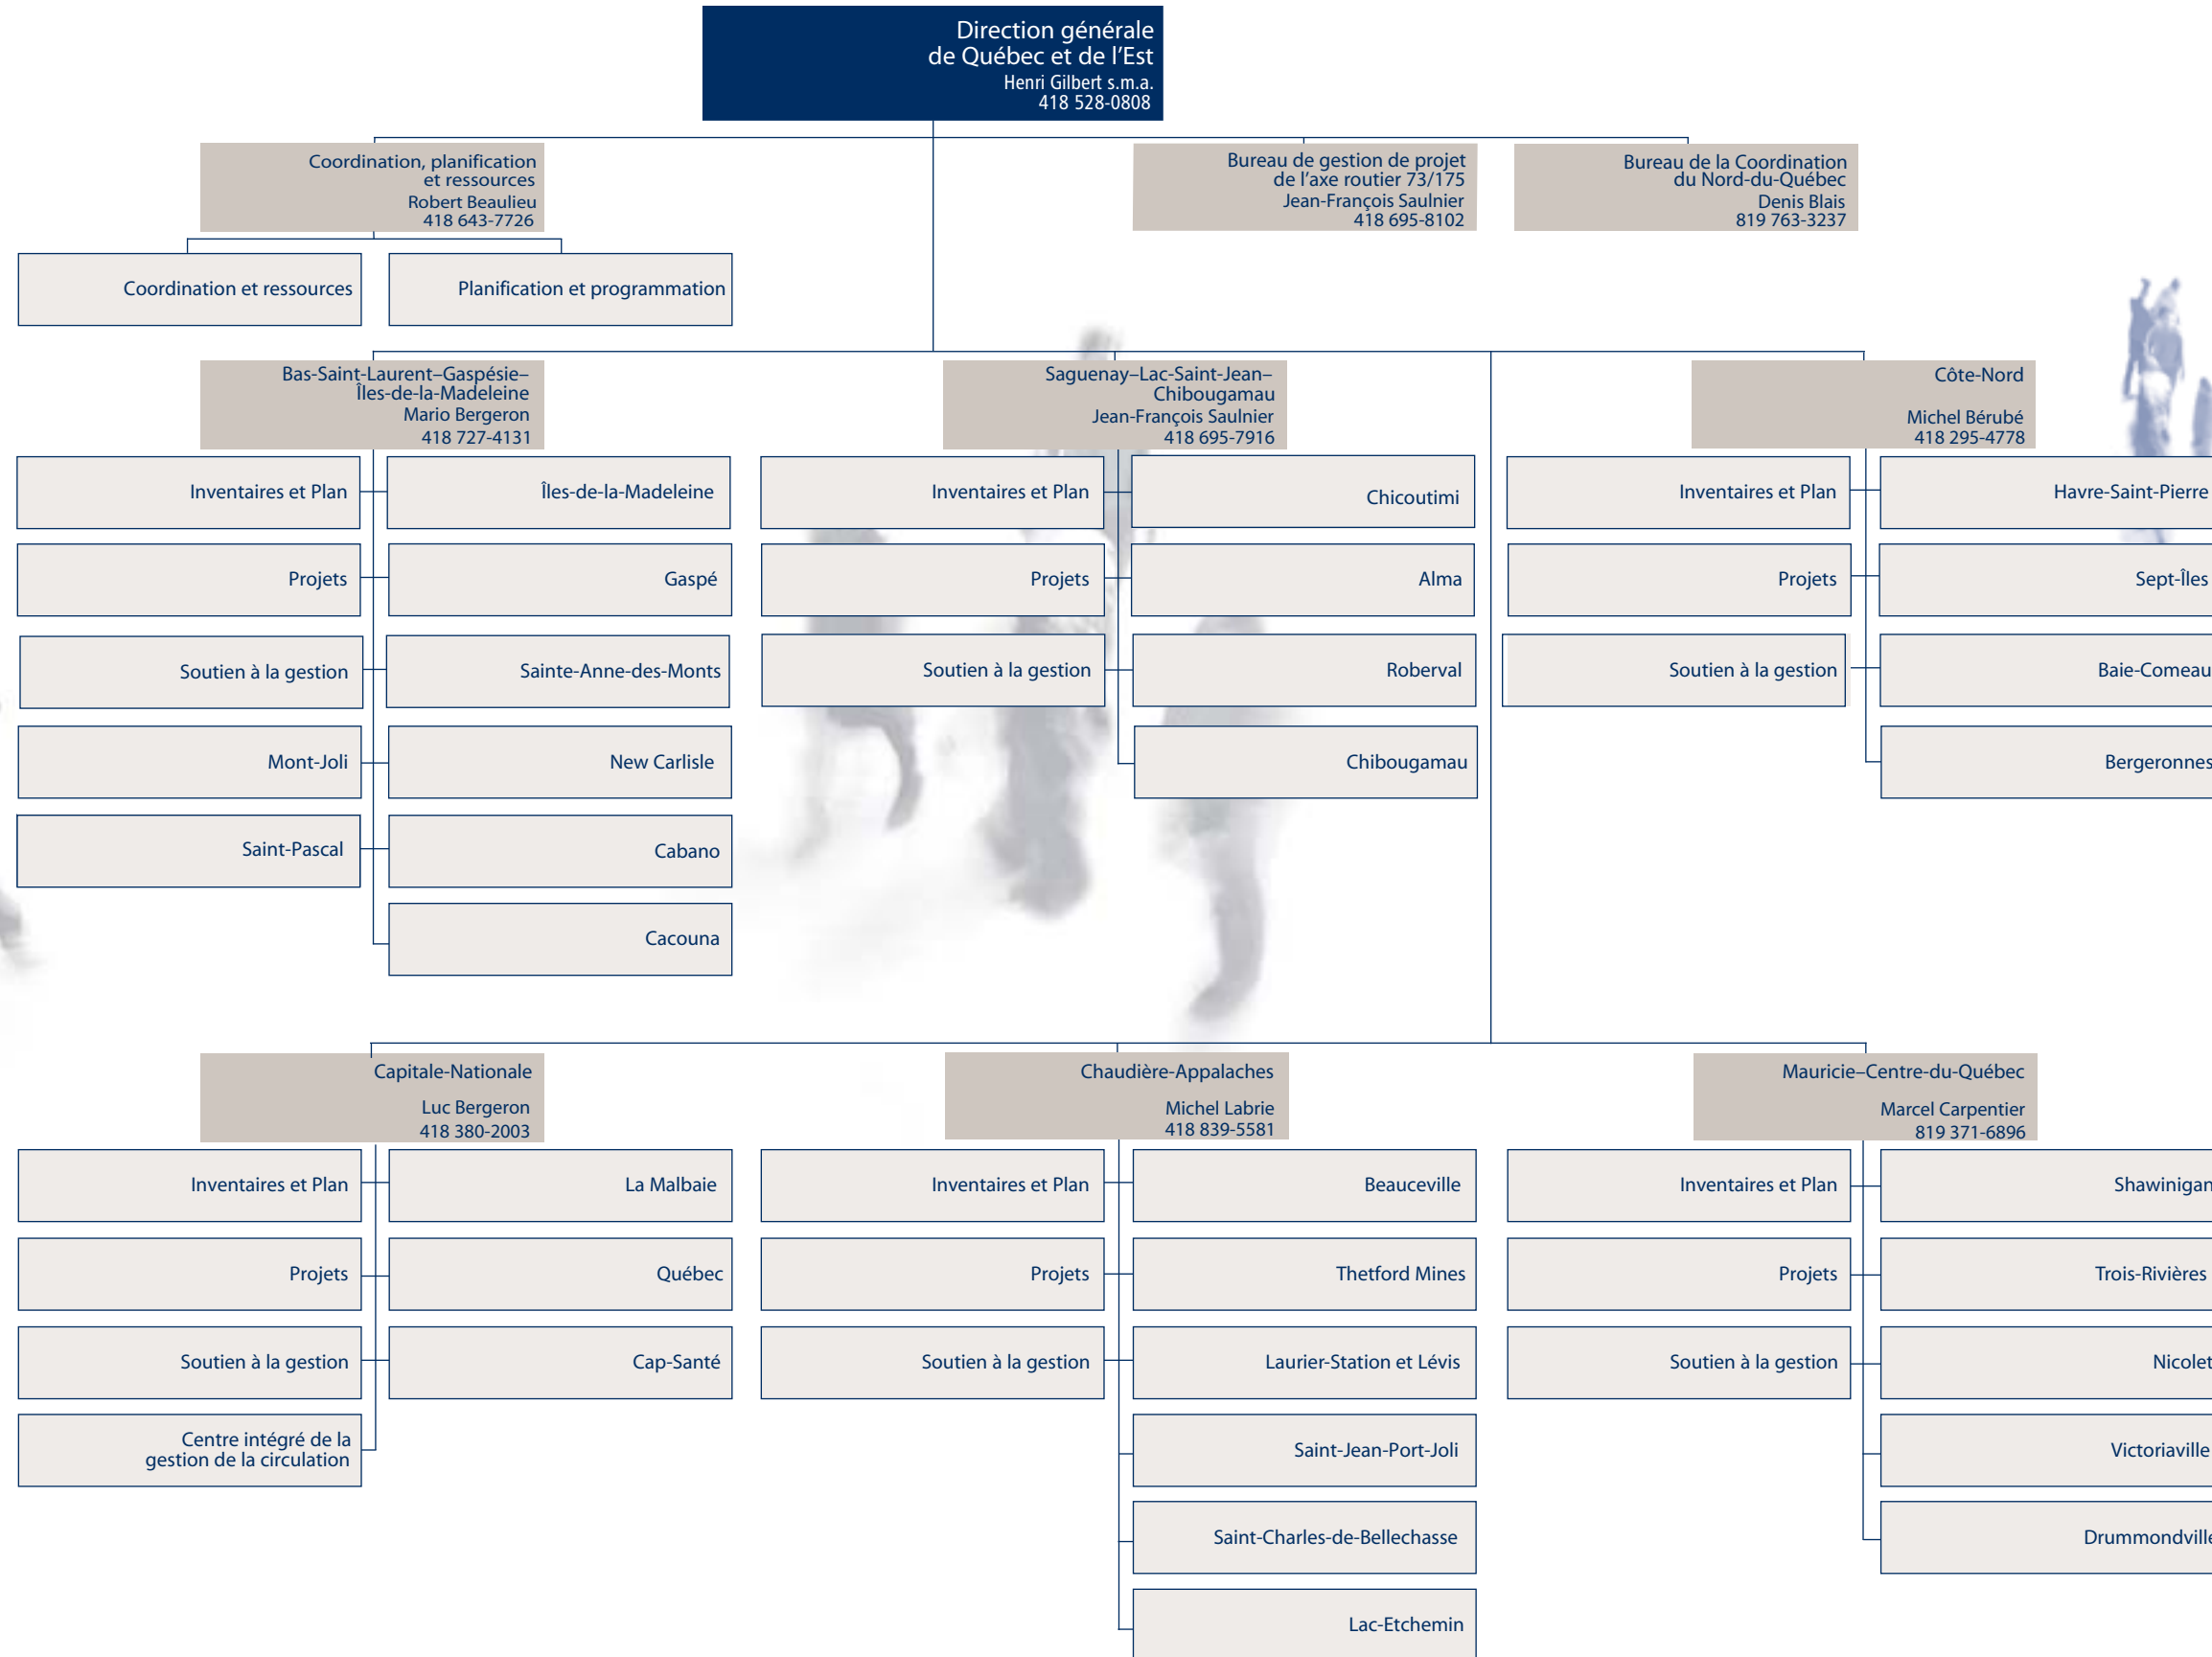 Direction générale
de Québec et de l'Est
Henri Gilbert s.m.a.
418 528-0808
Coordination, planification
et ressources
Robert Beaulieu
418 643-7726
Bureau de gestion de projet
de l'axe routier 73/175
Jean-François Saulnier
418 695-8102
Bureau de la Coordination
du Nord-du-Québec
Denis Blais
819 763-3237
Coordination et ressources
Planification et programmation
Bas-Saint-Laurent–Gaspésie–
Îles-de-la-Madeleine
Mario Bergeron
418 727-4131
Inventaires et Plan
Îles-de-la-Madeleine
Projets
Gaspé
Soutien à la gestion
Sainte-Anne-des-Monts
Mont-Joli
New Carlisle
Saint-Pascal
Cabano
Cacouna
Saguenay–Lac-Saint-Jean–
Chibougamau
Jean-François Saulnier
418 695-7916
Inventaires et Plan
Chicoutimi
Projets
Alma
Soutien à la gestion
Roberval
Chibougamau
Côte-Nord
Michel Bérubé
418 295-4778
Inventaires et Plan
Havre-Saint-Pierre
Projets
Sept-Îles
Soutien à la gestion
Baie-Comeau
Bergeronnes
Capitale-Nationale
Luc Bergeron
418 380-2003
Inventaires et Plan
La Malbaie
Projets
Québec
Soutien à la gestion
Cap-Santé
Centre intégré de la
gestion de la circulation
Chaudière-Appalaches
Michel Labrie
418 839-5581
Inventaires et Plan
Beauceville
Projets
Thetford Mines
Soutien à la gestion
Laurier-Station et Lévis
Saint-Jean-Port-Joli
Saint-Charles-de-Bellechasse
Lac-Etchemin
Mauricie–Centre-du-Québec
Marcel Carpentier
819 371-6896
Inventaires et Plan
Shawinigan
Projets
Trois-Rivières
Soutien à la gestion
Nicolet
Victoriaville
Drummondville